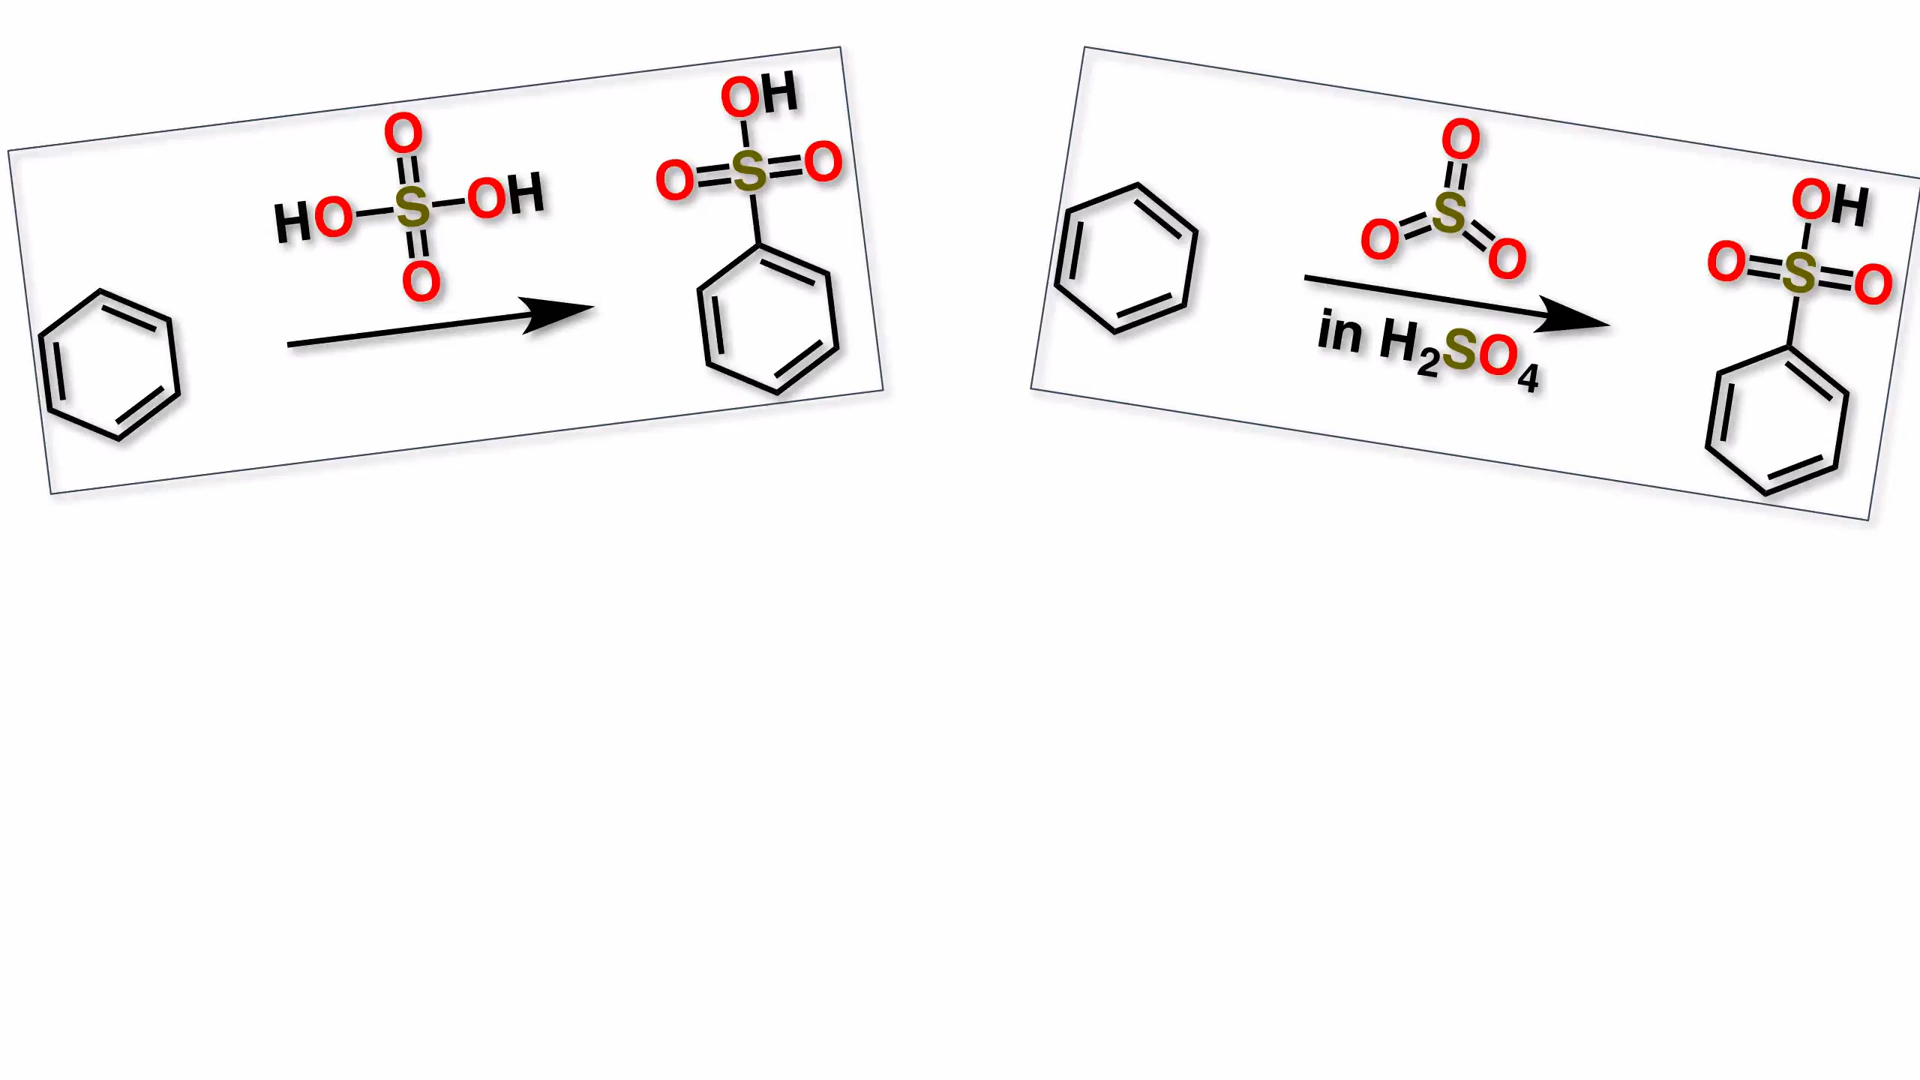 O
HO S OH
O
OH
O S O
O
S
O O
in H₂SO₄
OH
O S O